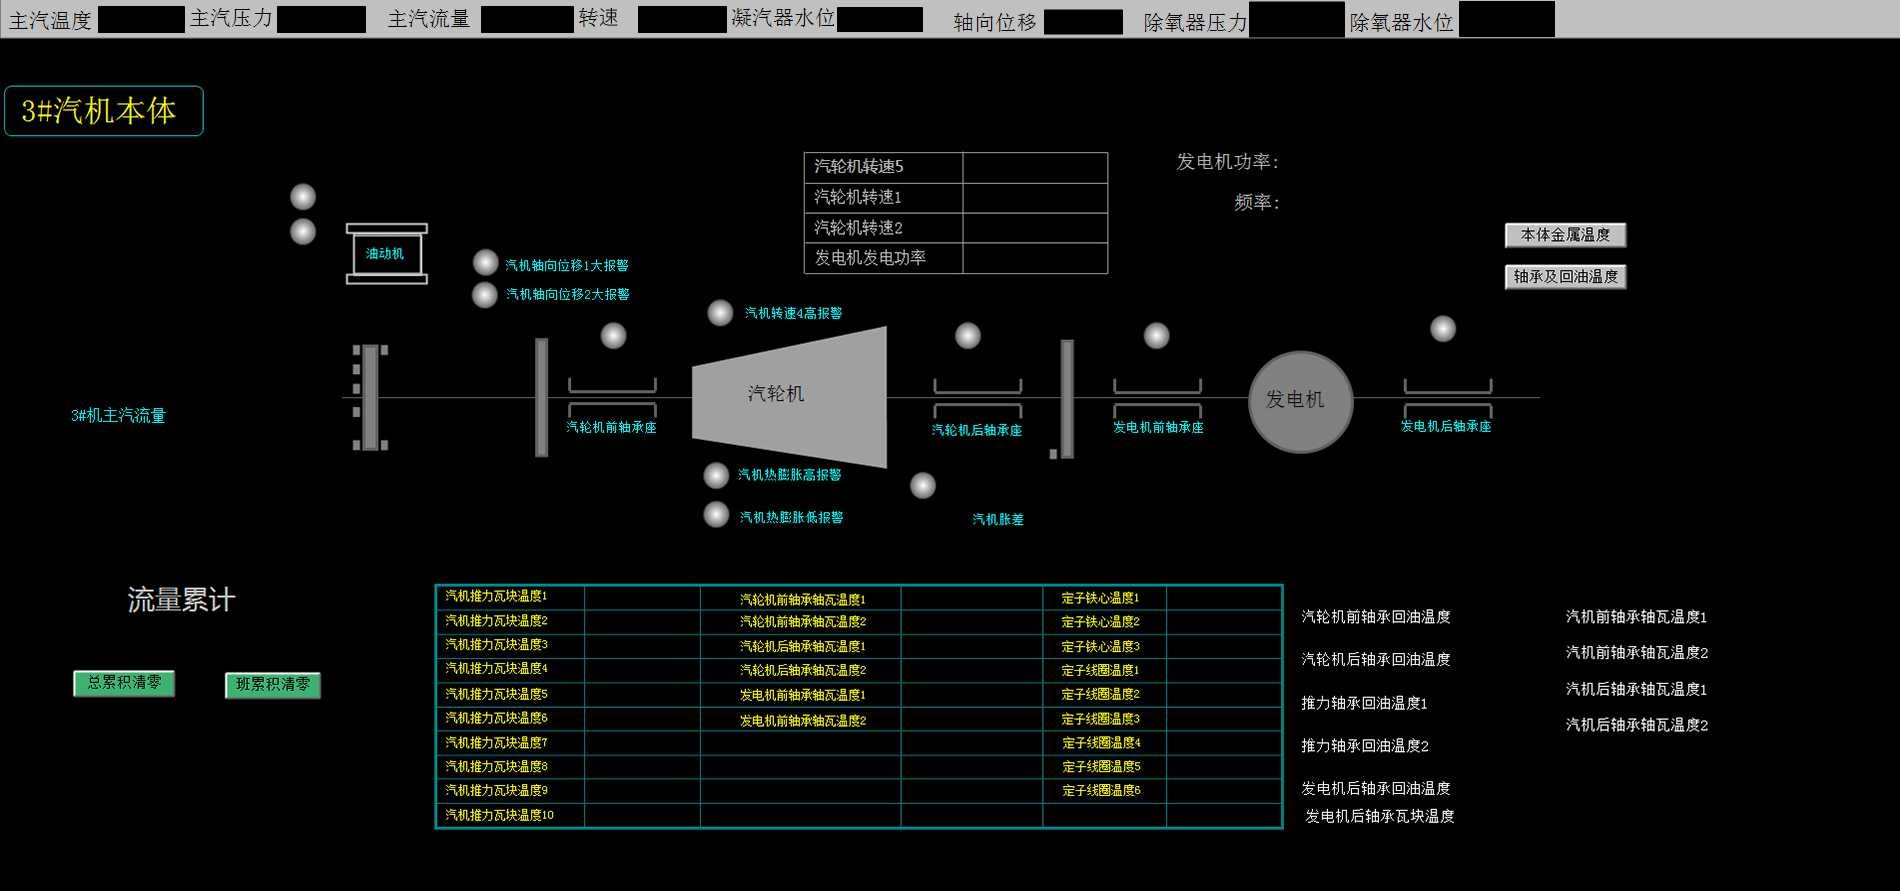 主汽温度 主汽压力 主汽流量 转速 凝汽器水位 轴向位移 除氧器压力 除氧器水位
3#汽机本体
汽轮机转速5
汽轮机转速1
汽轮机转速2
发电机发电功率
发电机功率:
频率:
本体金属温度
轴承及回油温度
油动机
汽机轴向位移1大报警
汽机轴向位移2大报警
汽机转速4高报警
汽轮机
发电机
3#机主汽流量
汽轮机前轴承座
汽轮机后轴承座
发电机前轴承座
发电机后轴承座
汽机热膨胀高报警
汽机热膨胀低报警
汽机胀差
流量累计
总累积清零
班累积清零
汽机推力瓦块温度1 汽轮机前轴承轴瓦温度1 定子铁心温度1
汽机推力瓦块温度2 汽轮机前轴承轴瓦温度2 定子铁心温度2
汽机推力瓦块温度3 汽轮机后轴承轴瓦温度1 定子铁心温度3
汽机推力瓦块温度4 汽轮机后轴承轴瓦温度2 定子线圈温度1
汽机推力瓦块温度5 发电机前轴承轴瓦温度1 定子线圈温度2
汽机推力瓦块温度6 发电机前轴承轴瓦温度2 定子线圈温度3
汽机推力瓦块温度7 定子线圈温度4
汽机推力瓦块温度8 定子线圈温度5
汽机推力瓦块温度9 定子线圈温度6
汽机推力瓦块温度10
汽轮机前轴承回油温度
汽轮机后轴承回油温度
推力轴承回油温度1
推力轴承回油温度2
发电机后轴承回油温度
发电机后轴承瓦块温度
汽机前轴承轴瓦温度1
汽机前轴承轴瓦温度2
汽机后轴承轴瓦温度1
汽机后轴承轴瓦温度2